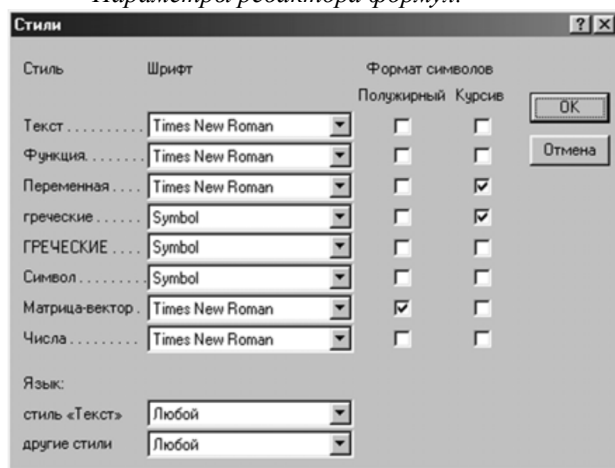 Параметры редактора формул:
Стили
Стиль Шрифт Формат символов
Полужирный Курсив
OK
Текст.......... Times New Roman
Функция........ Times New Roman
Отмена
Переменная.... Times New Roman
греческие...... Symbol
ГРЕЧЕСКИЕ.... Symbol
Символ......... Symbol
Матрица-вектор. Times New Roman
Числа......... Times New Roman
Язык:
стиль «Текст» Любой
другие стили Любой